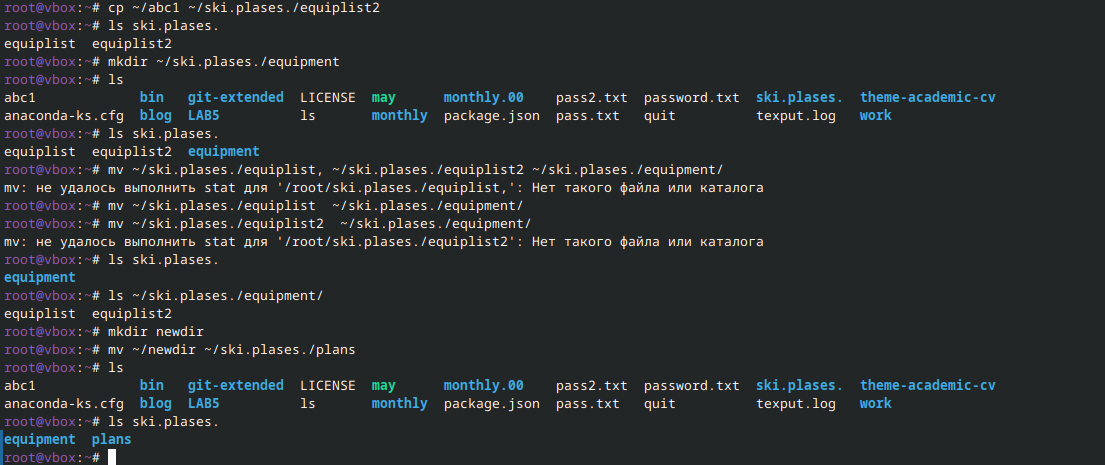 root@vbox:~# cp ~/abc1 ~/ski.plases./equiplist2
root@vbox:~# ls ski.plases.
equiplist  equiplist2
root@vbox:~# mkdir ~/ski.plases./equipment
root@vbox:~# ls
abc1             bin   git-extended  LICENSE  may      monthly.00    pass2.txt  password.txt  ski.plases.  theme-academic-cv
anaconda-ks.cfg  blog  LAB5          ls       monthly  package.json  pass.txt   quit          texput.log   work
root@vbox:~# ls ski.plases.
equiplist  equiplist2  equipment
root@vbox:~# mv ~/ski.plases./equiplist, ~/ski.plases./equiplist2 ~/ski.plases./equipment/
mv: не удалось выполнить stat для '/root/ski.plases./equiplist,': Нет такого файла или каталога
root@vbox:~# mv ~/ski.plases./equiplist  ~/ski.plases./equipment/
root@vbox:~# mv ~/ski.plases./equiplist2  ~/ski.plases./equipment/
mv: не удалось выполнить stat для '/root/ski.plases./equiplist2': Нет такого файла или каталога
root@vbox:~# ls ski.plases.
equipment
root@vbox:~# ls ~/ski.plases./equipment/
equiplist  equiplist2
root@vbox:~# mkdir newdir
root@vbox:~# mv ~/newdir ~/ski.plases./plans
root@vbox:~# ls
abc1             bin   git-extended  LICENSE  may      monthly.00    pass2.txt  password.txt  ski.plases.  theme-academic-cv
anaconda-ks.cfg  blog  LAB5          ls       monthly  package.json  pass.txt   quit          texput.log   work
root@vbox:~# ls ski.plases.
equipment  plans
root@vbox:~#